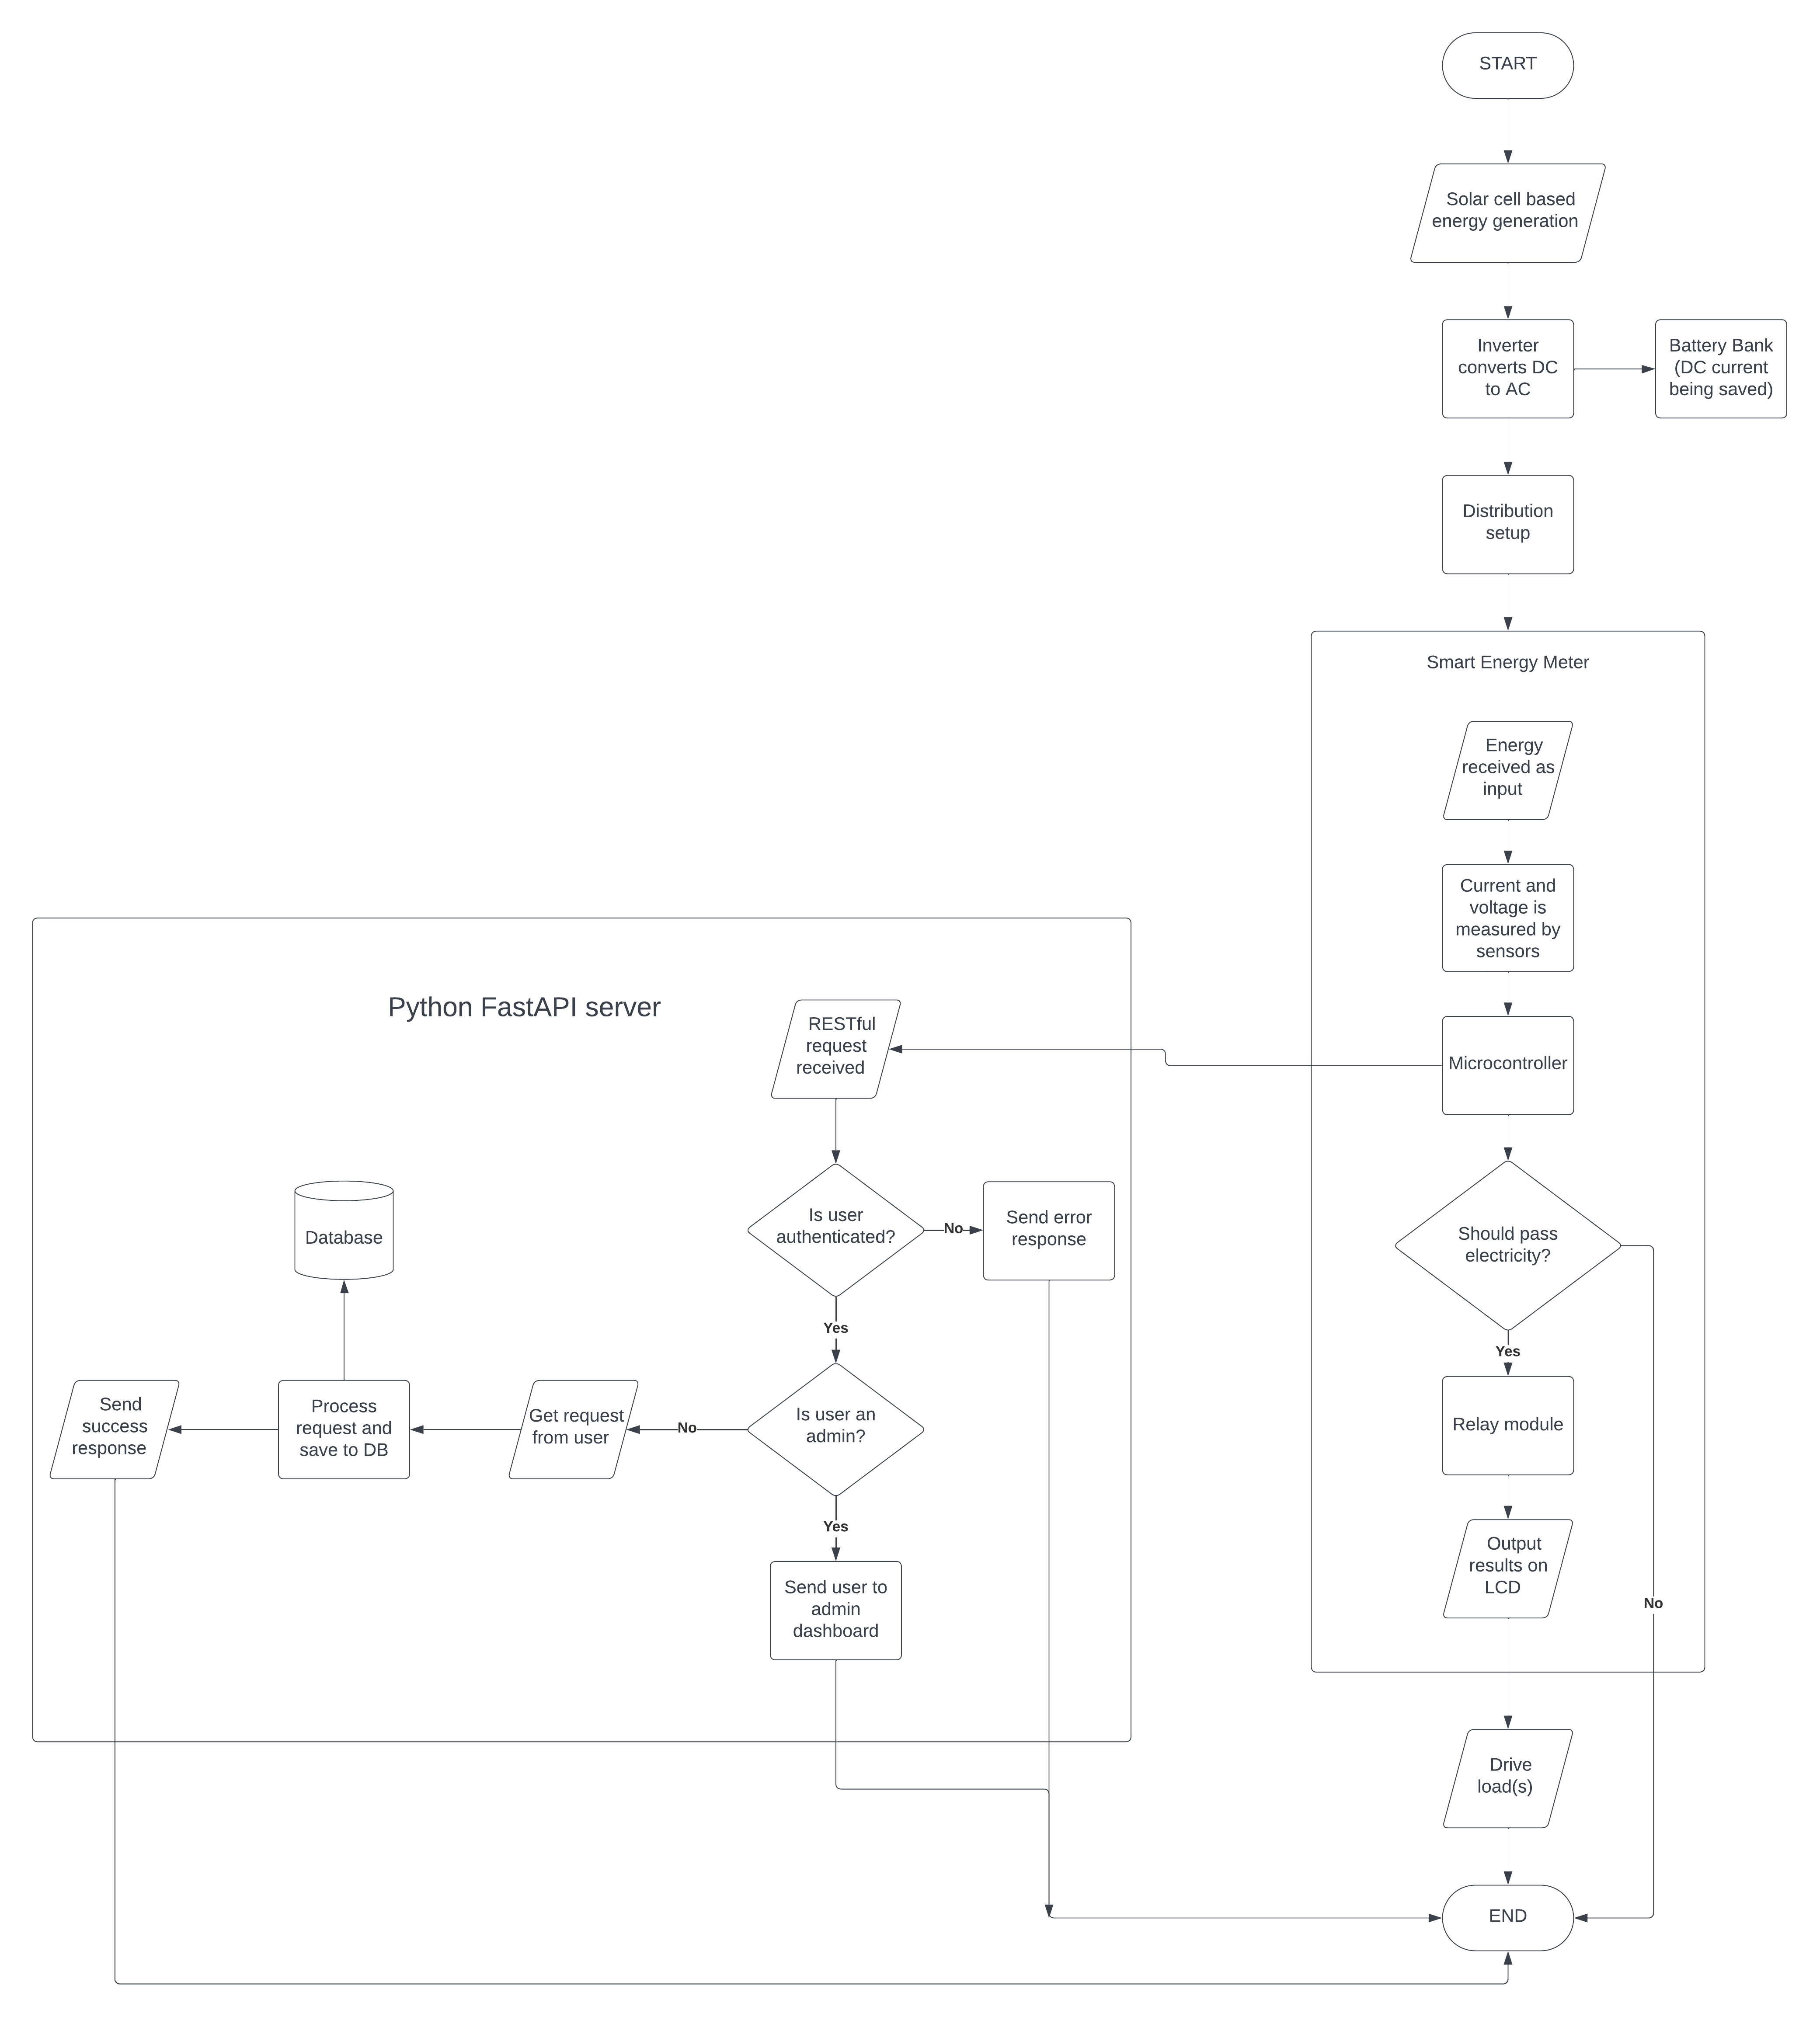 START
Solar cell based
energy generation
Inverter
converts DC
to AC
Battery Bank
(DC current
being saved)
Distribution
setup
Smart Energy Meter
Energy
received as
input
Current and
voltage is
measured by
sensors
Microcontroller
Should pass
electricity?
Yes
No
Relay module
Output
results on
LCD
Drive
load(s)
END
Python FastAPI server
RESTful
request
received
Is user
authenticated?
No
Send error
response
Yes
Is user an
admin?
No
Get request
from user
Process
request and
save to DB
Database
Send
success
response
Yes
Send user to
admin
dashboard